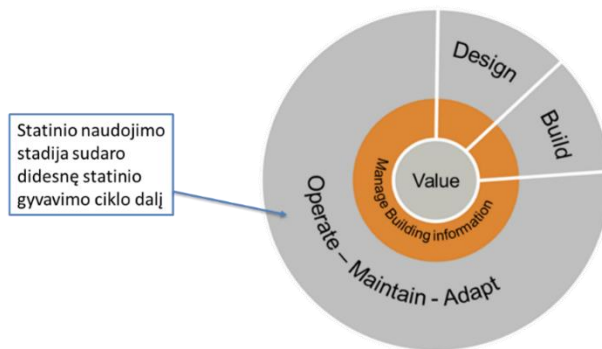 Statinio naudojimo
stadija sudaro
didesnę statinio
gyvavimo ciklo dalį
Design
Build
Value
Manage Building information
Operate – Maintain - Adapt